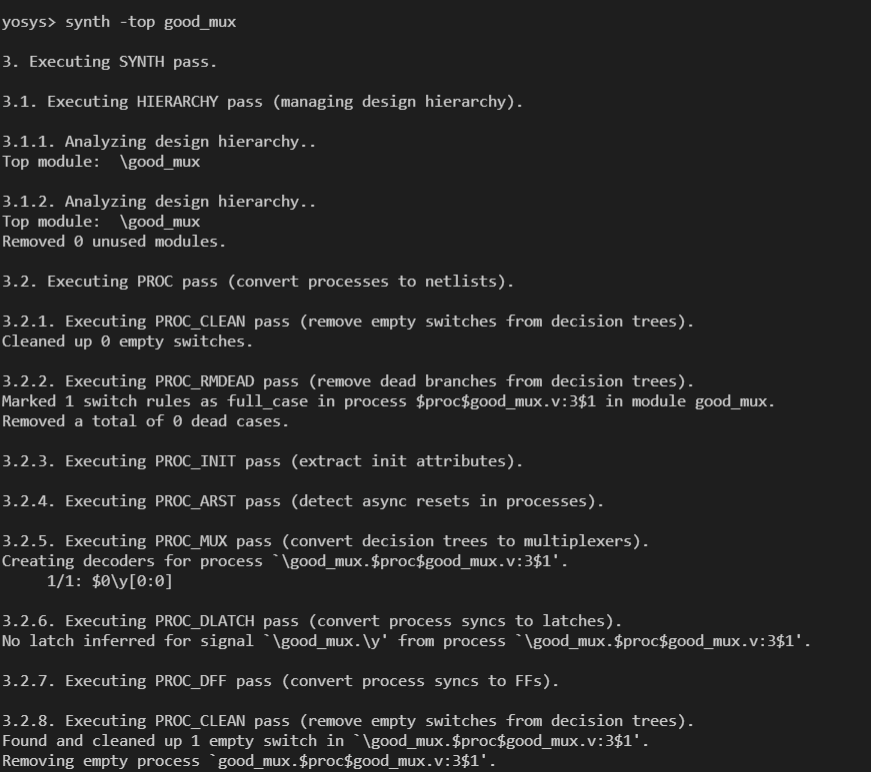 yosys> synth -top good_mux
3. Executing SYNTH pass.
3.1. Executing HIERARCHY pass (managing design hierarchy).
3.1.1. Analyzing design hierarchy..
Top module:  \good_mux
3.1.2. Analyzing design hierarchy..
Top module:  \good_mux
Removed 0 unused modules.
3.2. Executing PROC pass (convert processes to netlists).
3.2.1. Executing PROC_CLEAN pass (remove empty switches from decision trees).
Cleaned up 0 empty switches.
3.2.2. Executing PROC_RMDEAD pass (remove dead branches from decision trees).
Marked 1 switch rules as full_case in process $proc$good_mux.v:3$1 in module good_mux.
Removed a total of 0 dead cases.
3.2.3. Executing PROC_INIT pass (extract init attributes).
3.2.4. Executing PROC_ARST pass (detect async resets in processes).
3.2.5. Executing PROC_MUX pass (convert decision trees to multiplexers).
Creating decoders for process `\good_mux.$proc$good_mux.v:3$1'.
     1/1: $0\y[0:0]
3.2.6. Executing PROC_DLATCH pass (convert process syncs to latches).
No latch inferred for signal `\good_mux.\y' from process `\good_mux.$proc$good_mux.v:3$1'.
3.2.7. Executing PROC_DFF pass (convert process syncs to FFs).
3.2.8. Executing PROC_CLEAN pass (remove empty switches from decision trees).
Found and cleaned up 1 empty switch in `\good_mux.$proc$good_mux.v:3$1'.
Removing empty process `good_mux.$proc$good_mux.v:3$1'.